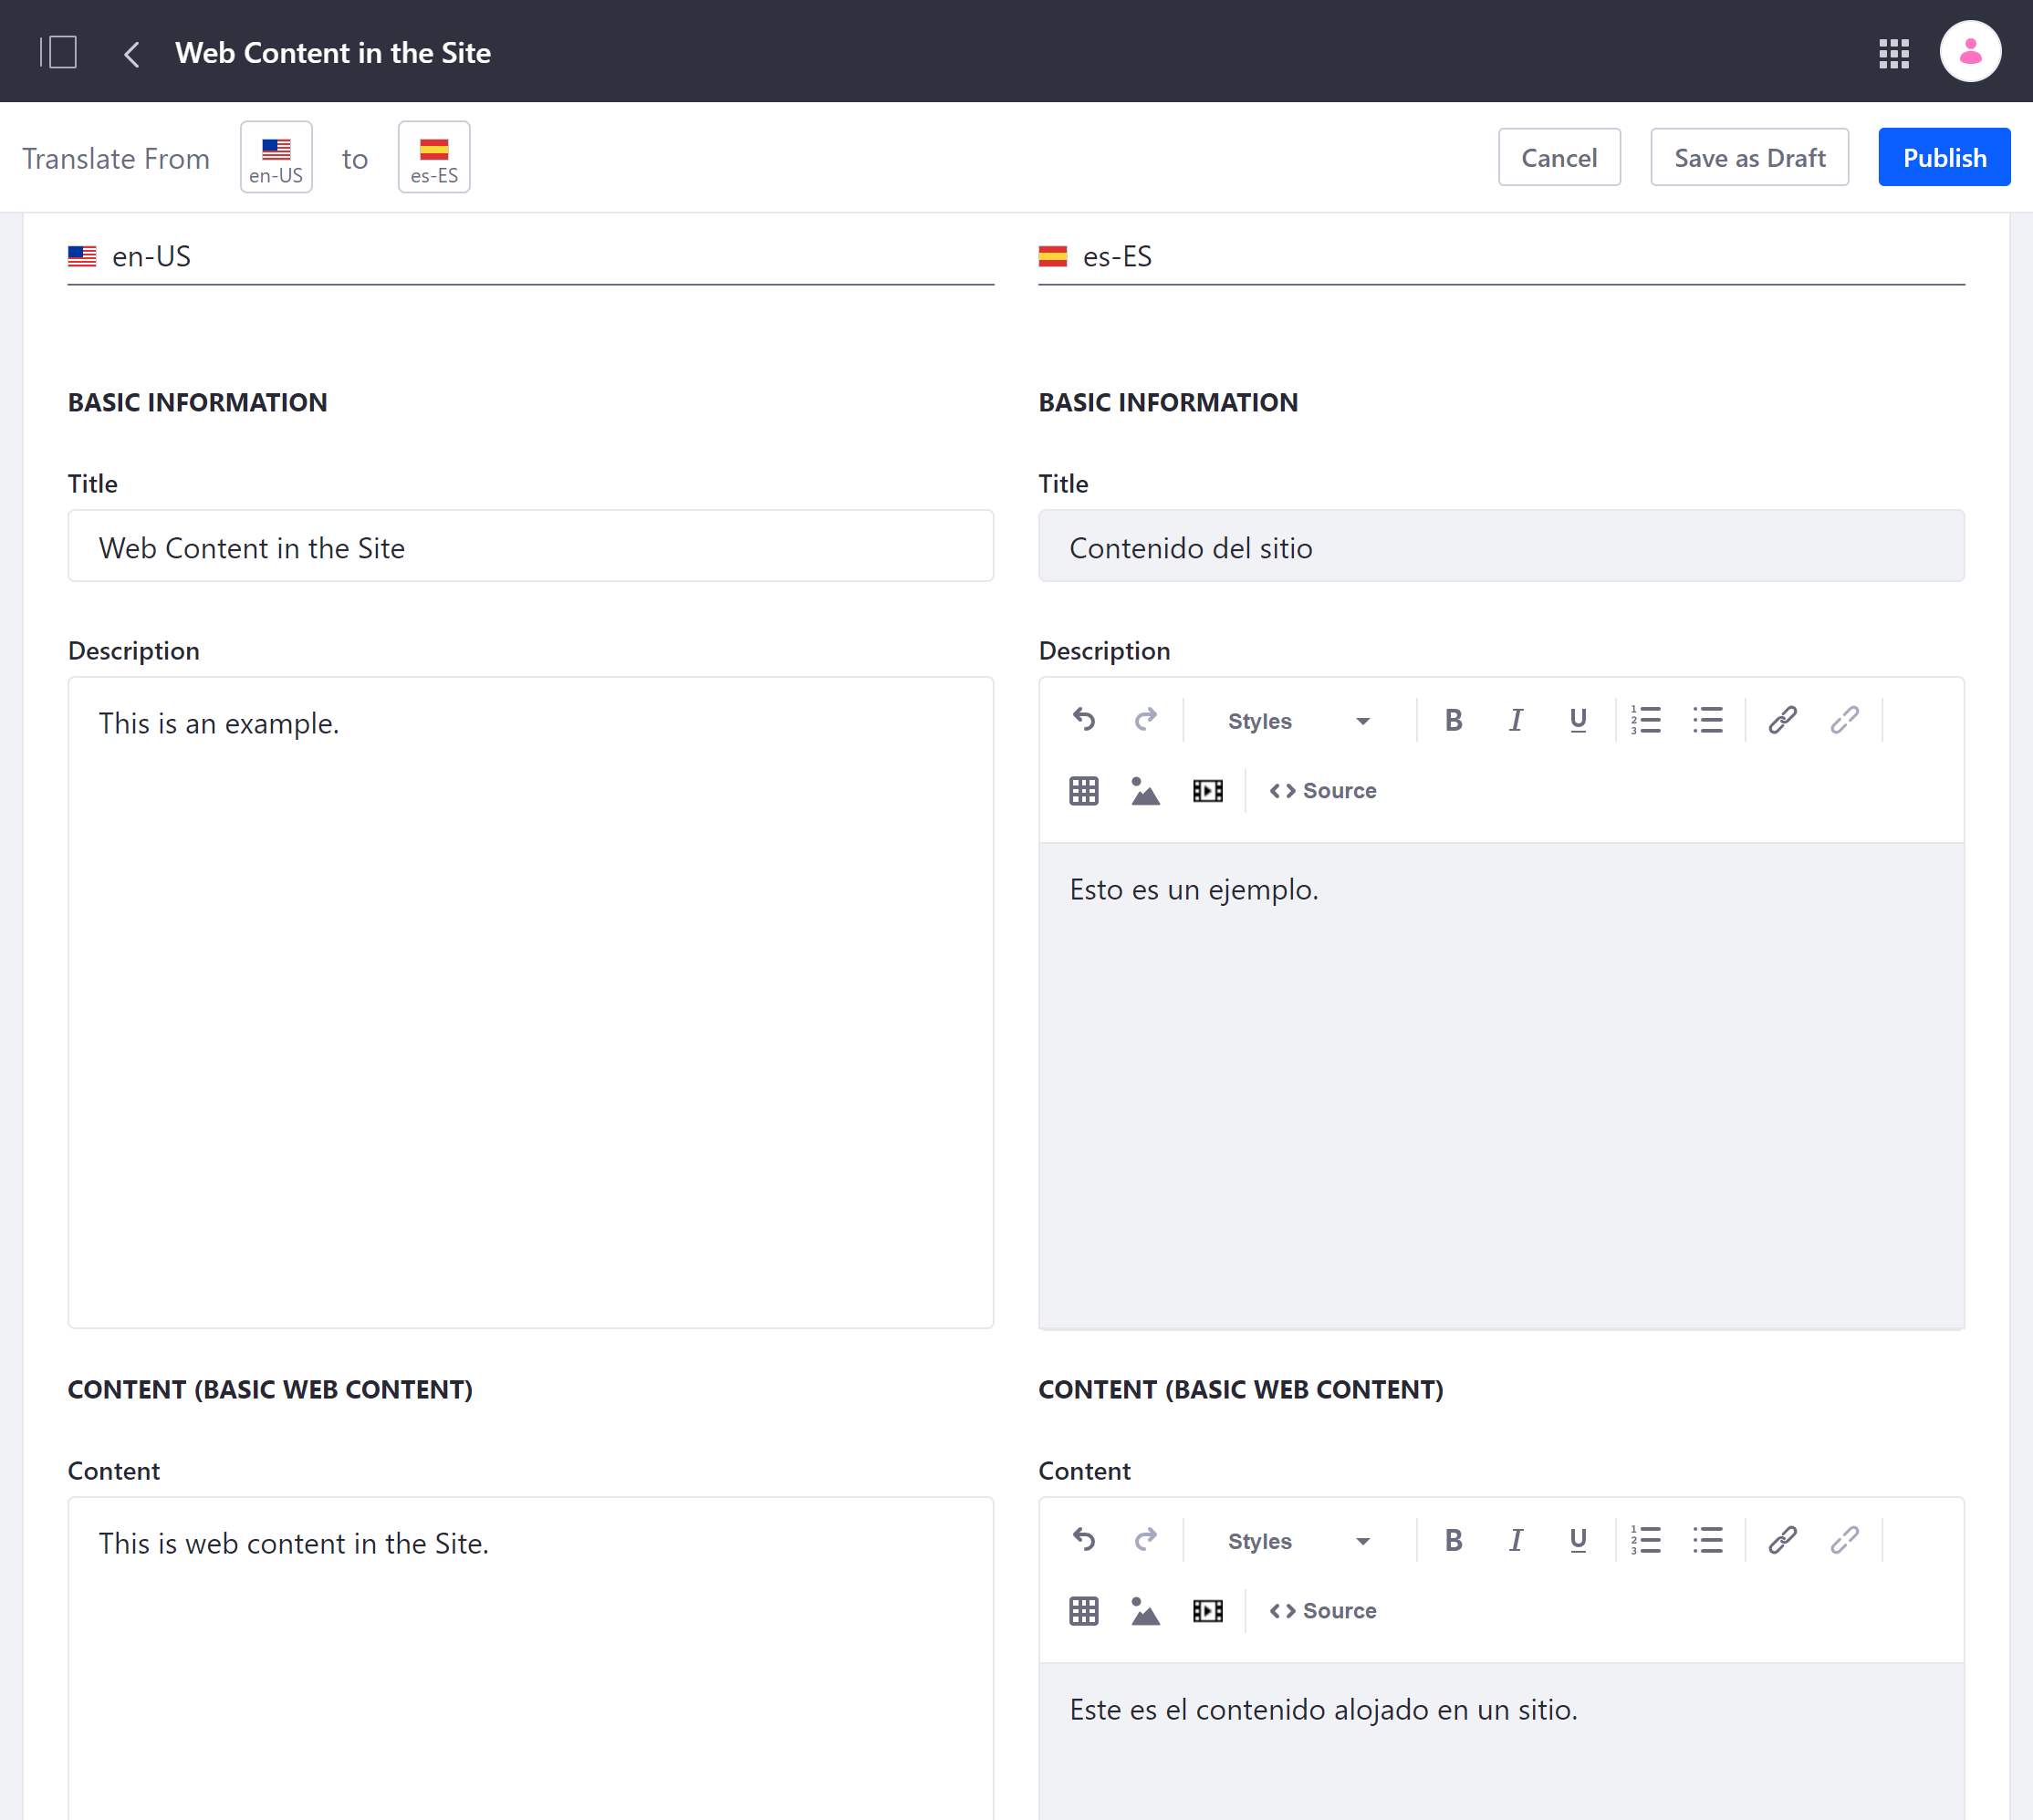 Web Content in the Site
Translate From en-US to es-ES Cancel Save as Draft Publish
en-US
BASIC INFORMATION
Title
Web Content in the Site
Description
This is an example.
CONTENT (BASIC WEB CONTENT)
Content
This is web content in the Site.
es-ES
BASIC INFORMATION
Title
Contenido del sitio
Description
Styles B I U
Source
Esto es un ejemplo.
CONTENT (BASIC WEB CONTENT)
Content
Styles B I U
Source
Este es el contenido alojado en un sitio.